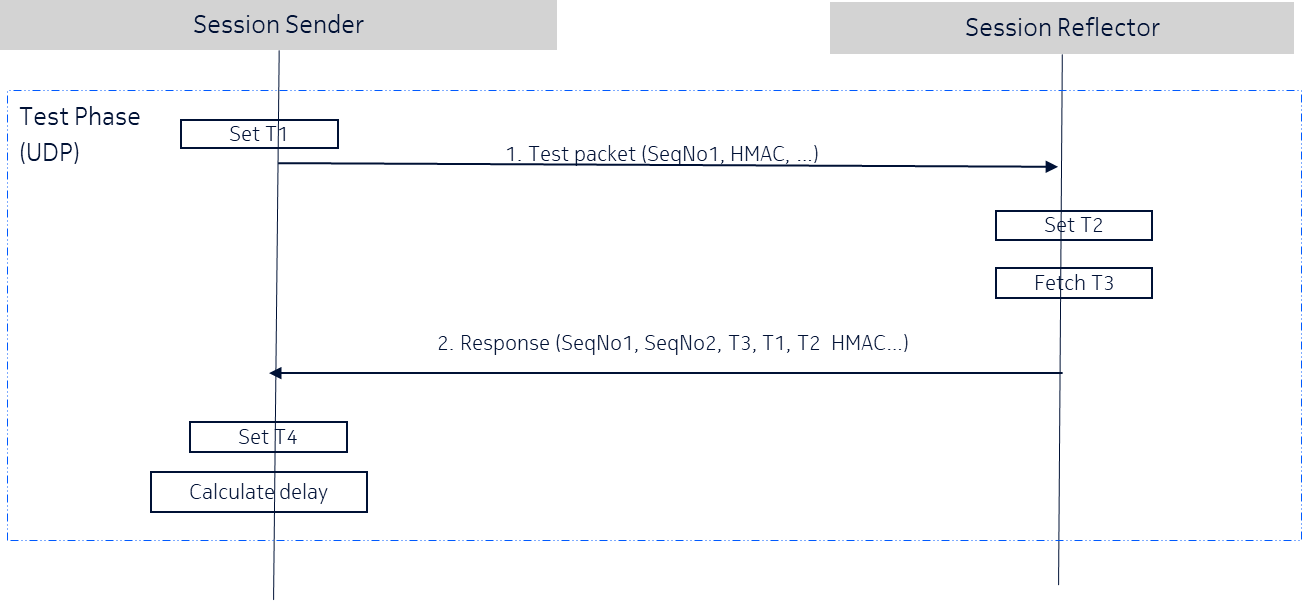 Session Sender
Session Reflector
Test Phase
(UDP)
Set T1
1. Test packet (SeqNo1, HMAC, ...)
Set T2
Fetch T3
2. Response (SeqNo1, SeqNo2, T3, T1, T2  HMAC...)
Set T4
Calculate delay